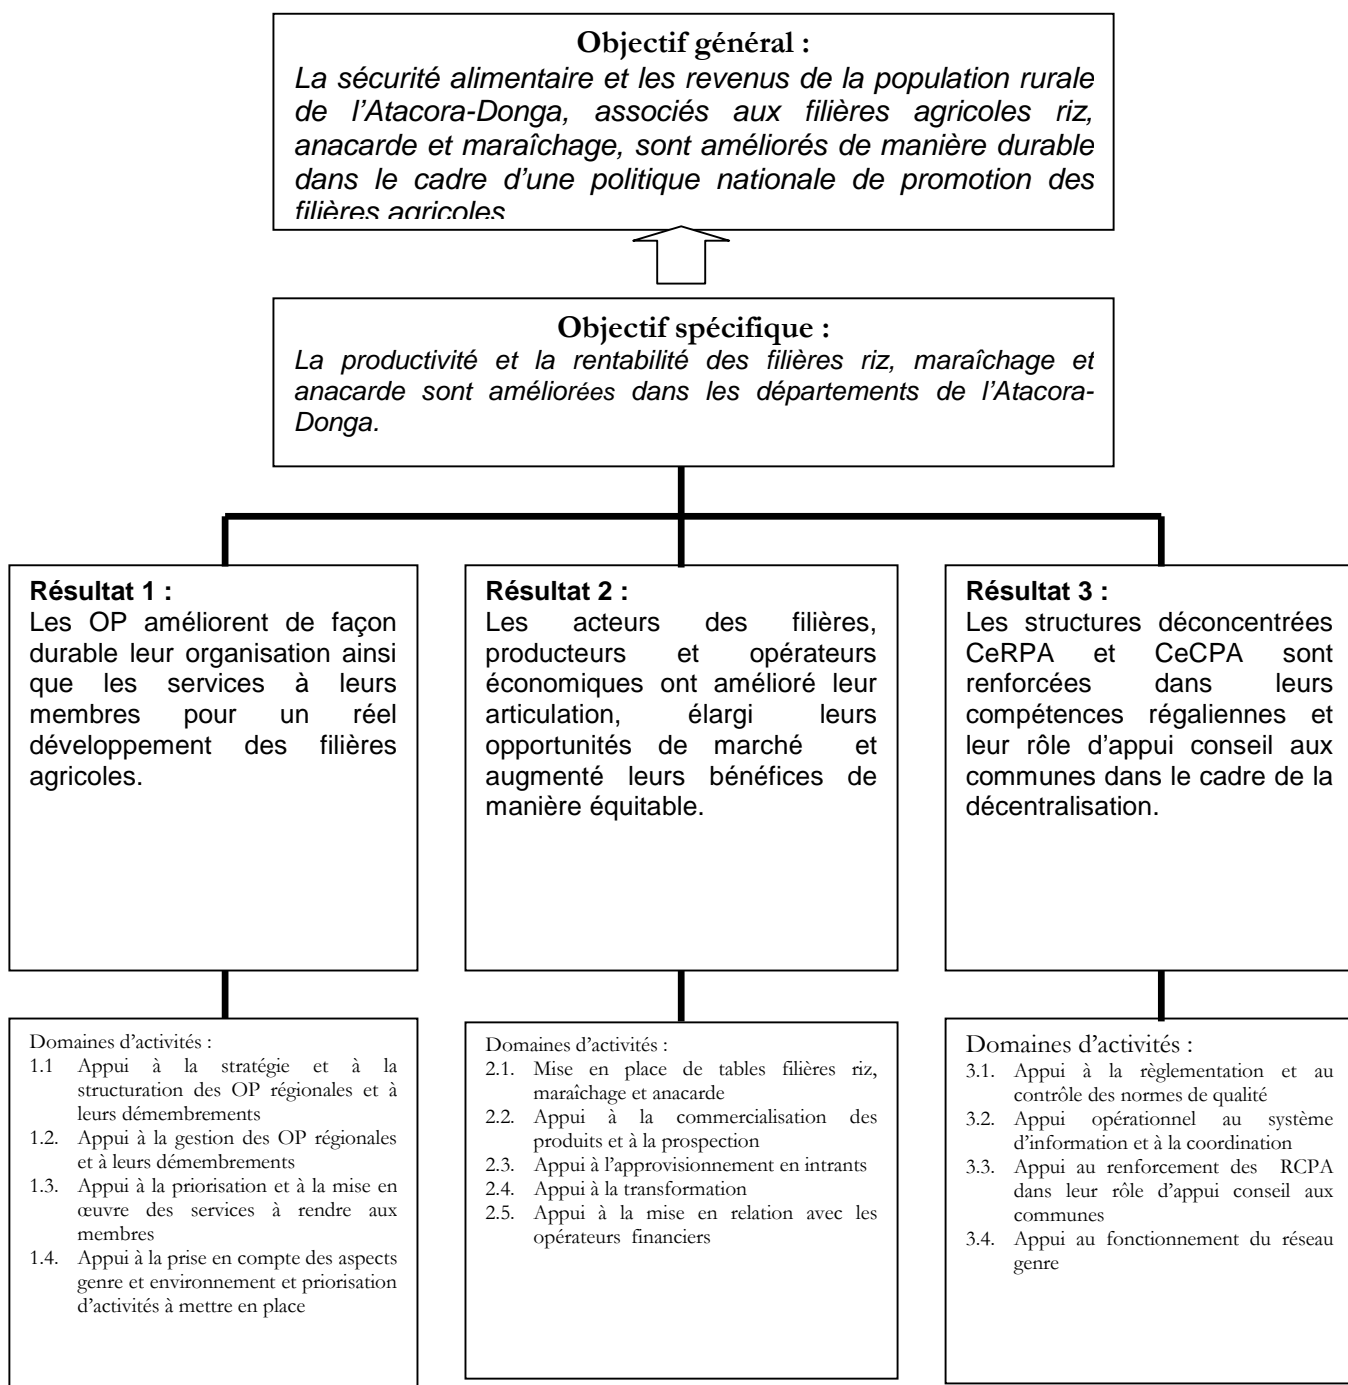 Objectif général :
La sécurité alimentaire et les revenus de la population rurale
de l’Atacora-Donga, associés aux filières agricoles riz,
anacarde et maraîchage, sont améliorés de manière durable
dans le cadre d’une politique nationale de promotion des
filières agricoles
Objectif spécifique :
La productivité et la rentabilité des filières riz, maraîchage et
anacarde sont améliorées dans les départements de l’Atacora-
Donga.
Résultat 1 :
Les OP améliorent de façon
durable leur organisation ainsi
que les services à leurs
membres pour un réel
développement des filières
agricoles.
Résultat 2 :
Les acteurs des filières,
producteurs et opérateurs
économiques ont amélioré leur
articulation, élargi leurs
opportunités de marché et
augmenté leurs bénéfices de
manière équitable.
Résultat 3 :
Les structures déconcentrées
CeRPA et CeCPA sont
renforcées dans leurs
compétences régaliennes et
leur rôle d’appui conseil aux
communes dans le cadre de la
décentralisation.
Domaines d’activités :
1.1 Appui à la stratégie et à la
structuration des OP régionales et à
leurs démembrements
1.2. Appui à la gestion des OP régionales
et à leurs démembrements
1.3. Appui à la priorisation et à la mise en
œuvre des services à rendre aux
membres
1.4. Appui à la prise en compte des aspects
genre et environnement et priorisation
d’activités à mettre en place
Domaines d’activités :
2.1. Mise en place de tables filières riz,
maraîchage et anacarde
2.2. Appui à la commercialisation des
produits et à la prospection
2.3. Appui à l’approvisionnement en intrants
2.4. Appui à la transformation
2.5. Appui à la mise en relation avec les
opérateurs financiers
Domaines d’activités :
3.1. Appui à la règlementation et au
contrôle des normes de qualité
3.2. Appui opérationnel au système
d’information et à la coordination
3.3. Appui au renforcement des RCPA
dans leur rôle d’appui conseil aux
communes
3.4. Appui au fonctionnement du réseau
genre